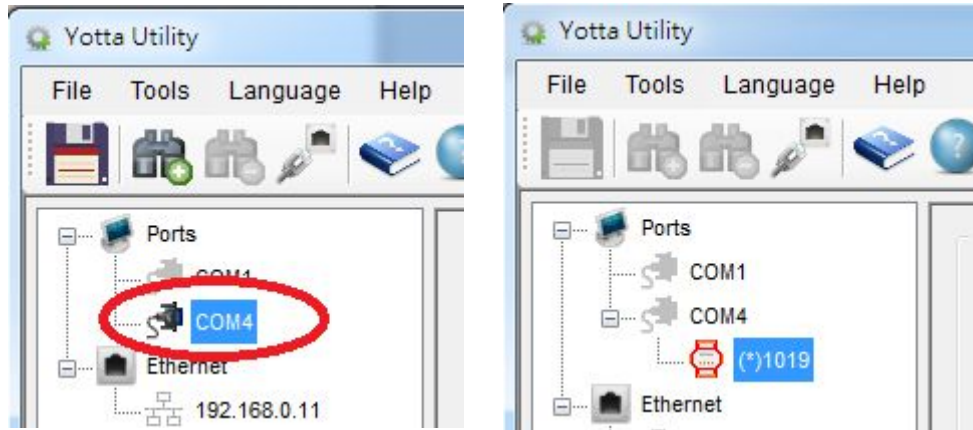 Yotta Utility
File Tools Language Help
Ports
COM1
COM4
Ethernet
192.168.0.11
Yotta Utility
File Tools Language Help
Ports
COM1
COM4
(*)1019
Ethernet